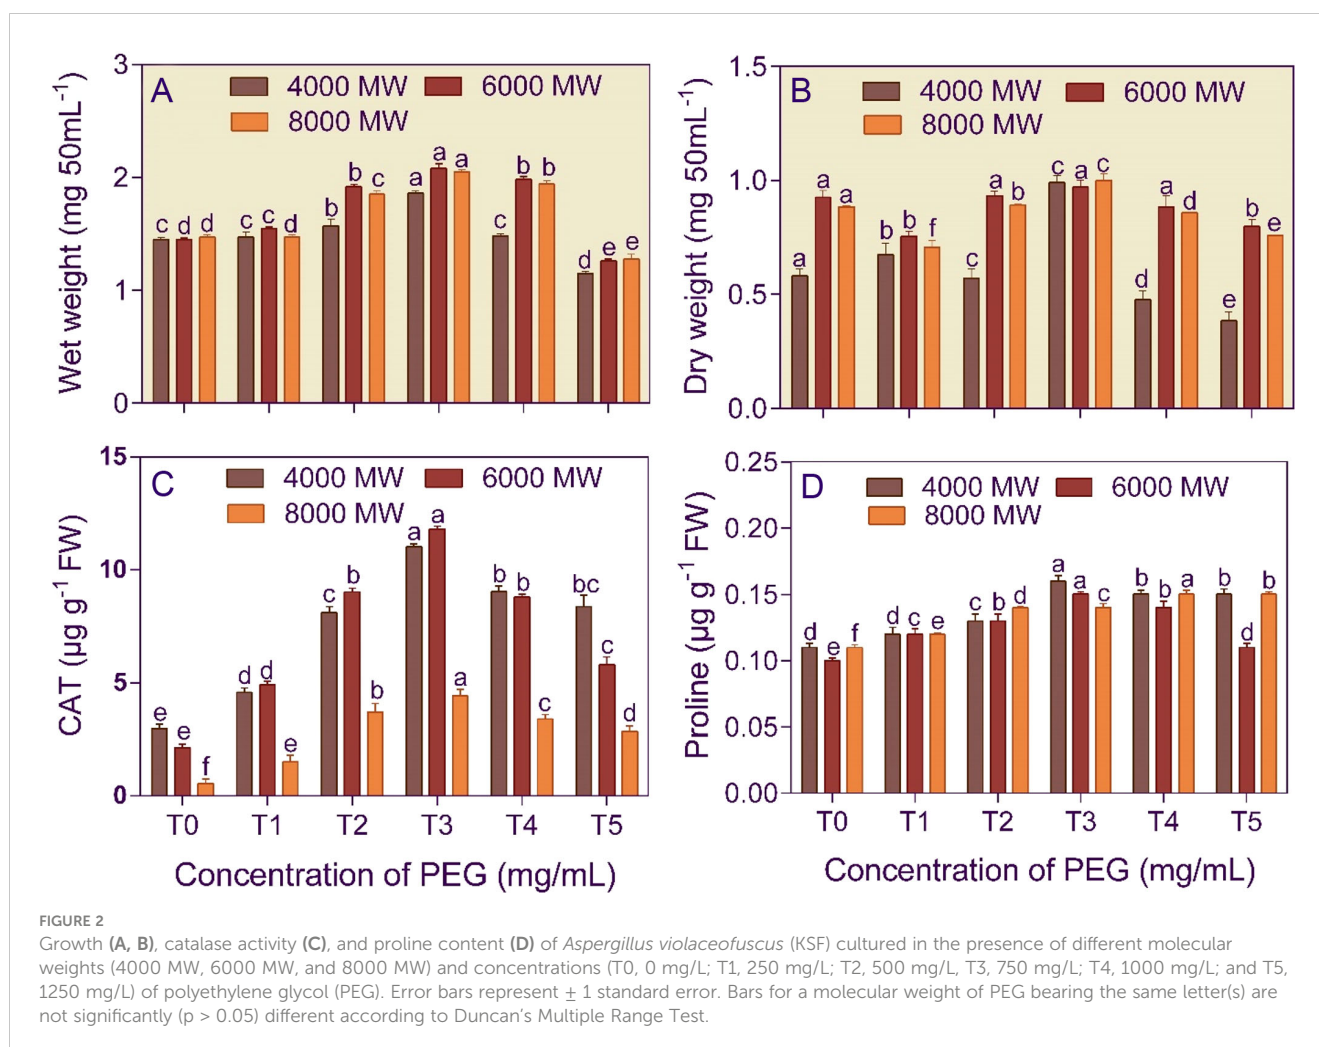 A
4000 MW
6000 MW
8000 MW
Wet weight (mg 50mL⁻¹)
3
2
1
0
c d d
c c d
b b c
a a a
c b b
d e e
B
4000 MW
6000 MW
8000 MW
Dry weight (mg 50mL⁻¹)
1.5
1.0
0.5
0.0
a a a
b b f
c a b
c a c
d a d
e b e
C
4000 MW
6000 MW
8000 MW
CAT (µg g⁻¹ FW)
15
10
5
0
e e f
d d e
c b b
a a a
b b c
bc c d
T0 T1 T2 T3 T4 T5
Concentration of PEG (mg/mL)
D
4000 MW
6000 MW
8000 MW
Proline (µg g⁻¹ FW)
0.25
0.20
0.15
0.10
0.05
0.00
d e f
d c e
c b d
a a c
b b a
b d b
T0 T1 T2 T3 T4 T5
Concentration of PEG (mg/mL)
FIGURE 2
Growth (A, B), catalase activity (C), and proline content (D) of Aspergillus violaceofuscus (KSF) cultured in the presence of different molecular
weights (4000 MW, 6000 MW, and 8000 MW) and concentrations (T0, 0 mg/L; T1, 250 mg/L; T2, 500 mg/L, T3, 750 mg/L; T4, 1000 mg/L; and T5,
1250 mg/L) of polyethylene glycol (PEG). Error bars represent ± 1 standard error. Bars for a molecular weight of PEG bearing the same letter(s) are
not significantly (p > 0.05) different according to Duncan's Multiple Range Test.